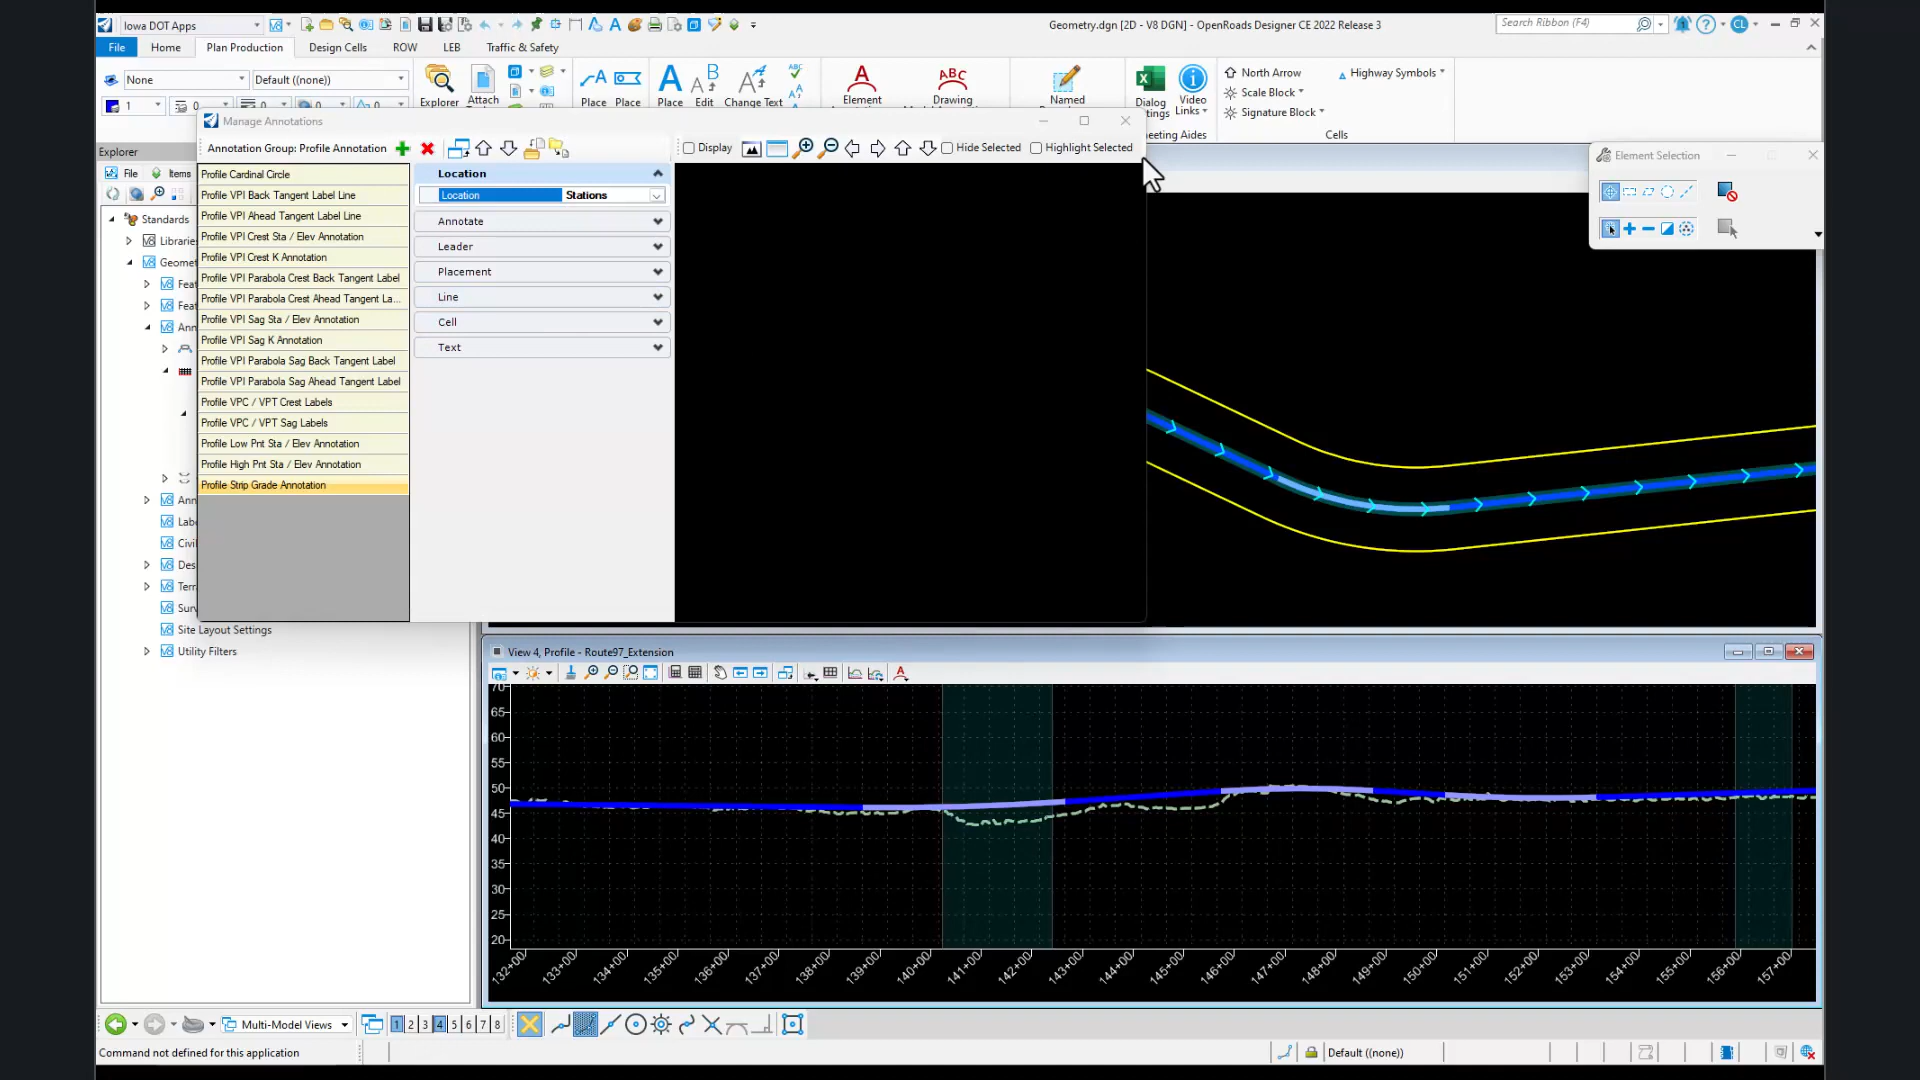 Iowa DOT Apps
Geometry.dgn [2D - V8 DGN] - OpenRoads Designer CE 2022 Release 3
Search Ribbon (F4)
CL
File
Home
Plan Production
Design Cells
ROW
LEB
Traffic & Safety
None
Default ((none))
Explorer
Attach
Place
Place
Place
Edit
Change Text
Element
Drawing
Named
Dialog
Video
Links
North Arrow
Highway Symbols
Scale Block
Signature Block
Cells
1
0
0
0
0
Manage Annotations
Annotation Group: Profile Annotation
Display
Hide Selected
Highlight Selected
Profile Cardinal Circle
Profile VPI Back Tangent Label Line
Profile VPI Ahead Tangent Label Line
Profile VPI Crest Sta / Elev Annotation
Profile VPI Crest K Annotation
Profile VPI Parabola Crest Back Tangent Label
Profile VPI Parabola Crest Ahead Tangent La...
Profile VPI Sag Sta / Elev Annotation
Profile VPI Sag K Annotation
Profile VPI Parabola Sag Back Tangent Label
Profile VPI Parabola Sag Ahead Tangent Label
Profile VPC / VPT Crest Labels
Profile VPC / VPT Sag Labels
Profile Low Pnt Sta / Elev Annotation
Profile High Pnt Sta / Elev Annotation
Profile Strip Grade Annotation
Location
Location
Stations
Annotate
Leader
Placement
Line
Cell
Text
Element Selection
Explorer
File
Items
Standards
Site Layout Settings
Utility Filters
View 4, Profile - Route97_Extension
70
65
60
55
50
45
40
35
30
25
20
132+00
133+00
134+00
135+00
136+00
137+00
138+00
139+00
140+00
141+00
142+00
143+00
144+00
145+00
146+00
147+00
148+00
149+00
150+00
151+00
152+00
153+00
154+00
155+00
156+00
157+00
Multi-Model Views
1 2 3 4 5 6 7 8
Command not defined for this application
Default ((none))